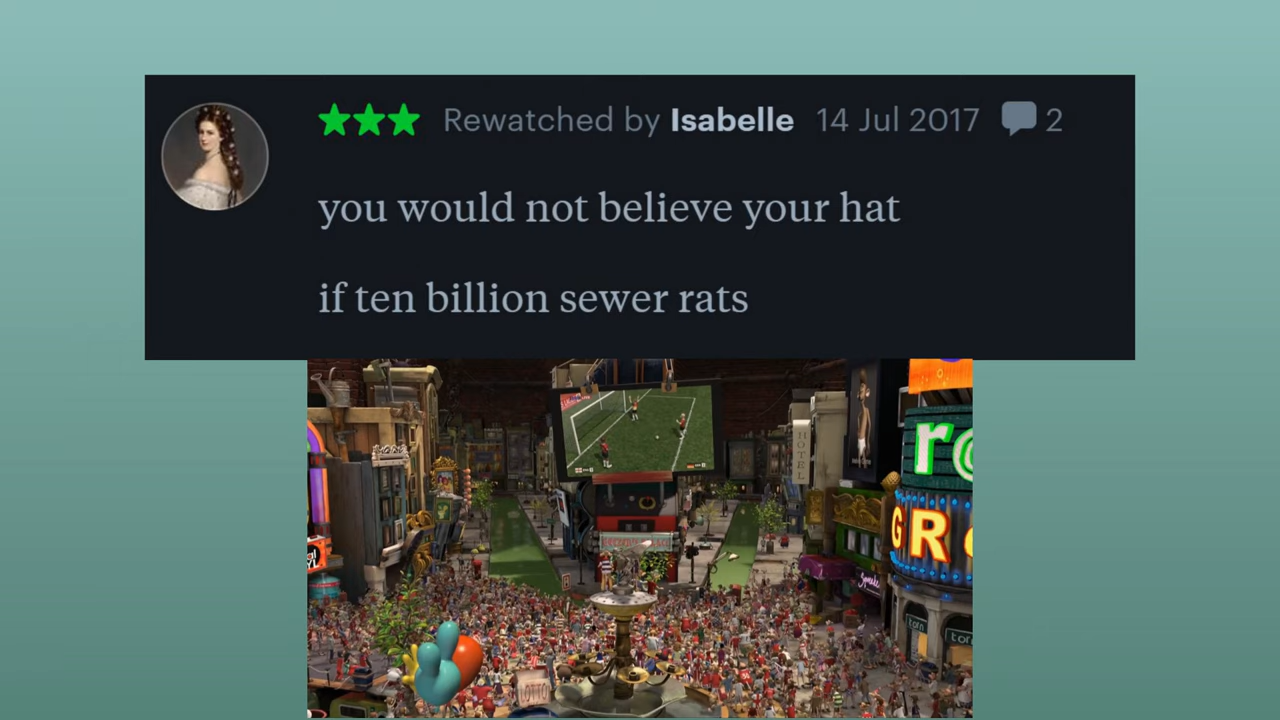 ★★★ Rewatched by Isabelle 14 Jul 2017 2
you would not believe your hat
if ten billion sewer rats
HOTEL
r
GR
LOTTO